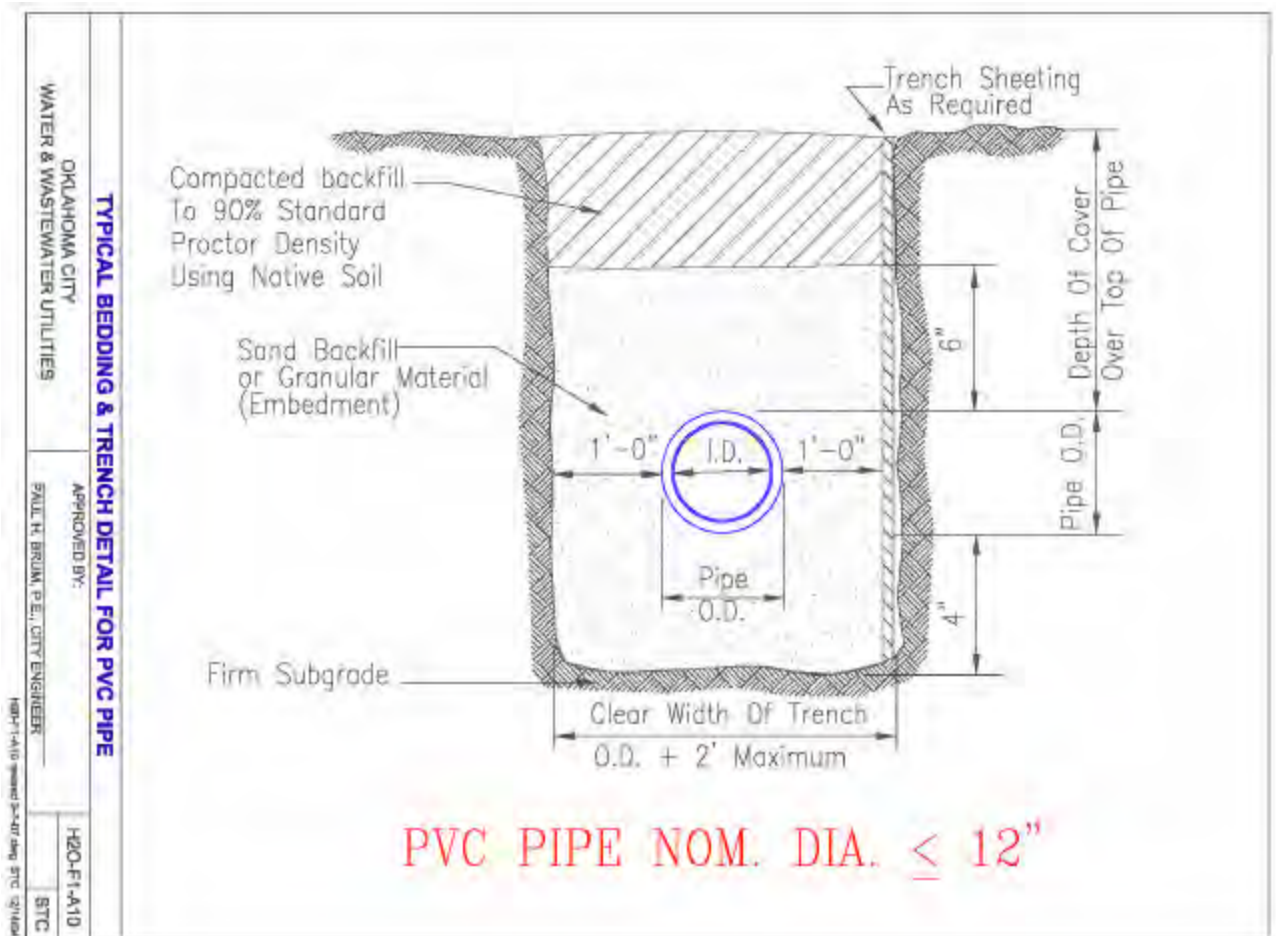 Trench Sheeting
As Required
Compacted backfill
To 90% Standard
Proctor Density
Using Native Soil
Sand Backfill
or Granular Material
(Embedment)
1'-0"
I.D.
1'-0"
6"
Depth Of Cover
Over Top Of Pipe
Pipe O.D.
4"
Pipe
O.D.
Firm Subgrade
Clear Width Of Trench
O.D. + 2' Maximum
PVC PIPE NOM. DIA. ≤ 12"
TYPICAL BEDDING & TRENCH DETAIL FOR PVC PIPE
OKLAHOMA CITY
WATER & WASTEWATER UTILITIES
APPROVED BY:
PAUL H. BRUM, P.E., CITY ENGINEER
H2O-F1-A10
STC